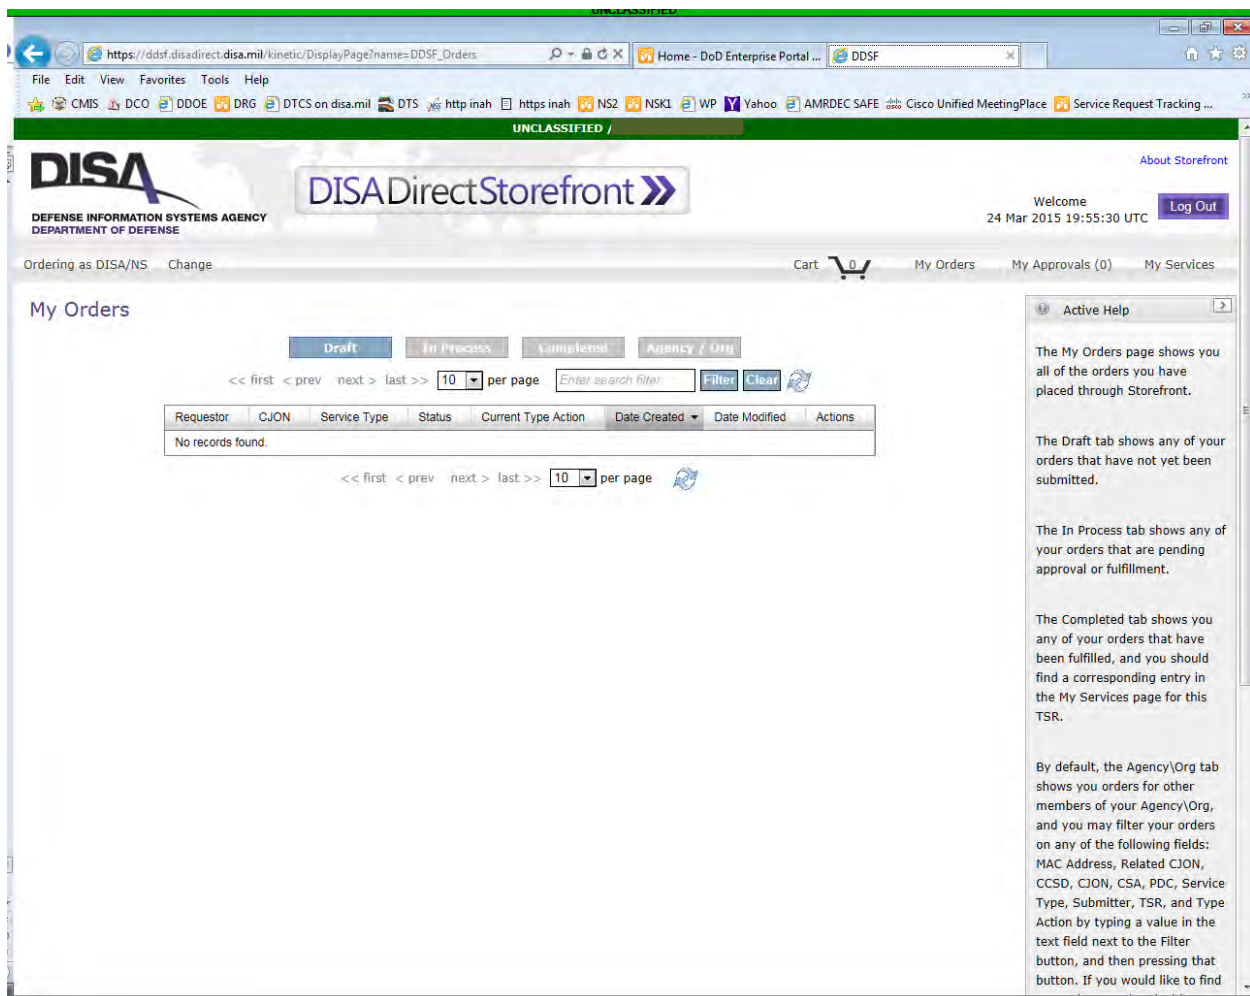 UNCLASSIFIED
https://ddsf.disadirect.disa.mil/kinetic/DisplayPage?name=DDSF_Orders
Home - DoD Enterprise Portal ...
DDSF
File Edit View Favorites Tools Help
CMIS DCO DDOE DRG DTCS on disa.mil DTS http inah https inah NS2 NSK1 WP Yahoo AMRDEC SAFE Cisco Unified MeetingPlace Service Request Tracking ...
UNCLASSIFIED /
DISA
DEFENSE INFORMATION SYSTEMS AGENCY
DEPARTMENT OF DEFENSE
DISADirectStorefront
About Storefront
Welcome
24 Mar 2015 19:55:30 UTC
Log Out
Ordering as DISA/NS Change
Cart 0 My Orders My Approvals (0) My Services
My Orders
Draft In Process Completed Agency / Org
<< first < prev next > last >> 10 per page Enter search filter Filter Clear
Requestor CJON Service Type Status Current Type Action Date Created Date Modified Actions
No records found.
<< first < prev next > last >> 10 per page
Active Help
The My Orders page shows you
all of the orders you have
placed through Storefront.
The Draft tab shows any of your
orders that have not yet been
submitted.
The In Process tab shows any of
your orders that are pending
approval or fulfillment.
The Completed tab shows you
any of your orders that have
been fulfilled, and you should
find a corresponding entry in
the My Services page for this
TSR.
By default, the Agency\Org tab
shows you orders for other
members of your Agency\Org,
and you may filter your orders
on any of the following fields:
MAC Address, Related CJON,
CCSD, CJON, CSA, PDC, Service
Type, Submitter, TSR, and Type
Action by typing a value in the
text field next to the Filter
button, and then pressing that
button. If you would like to find